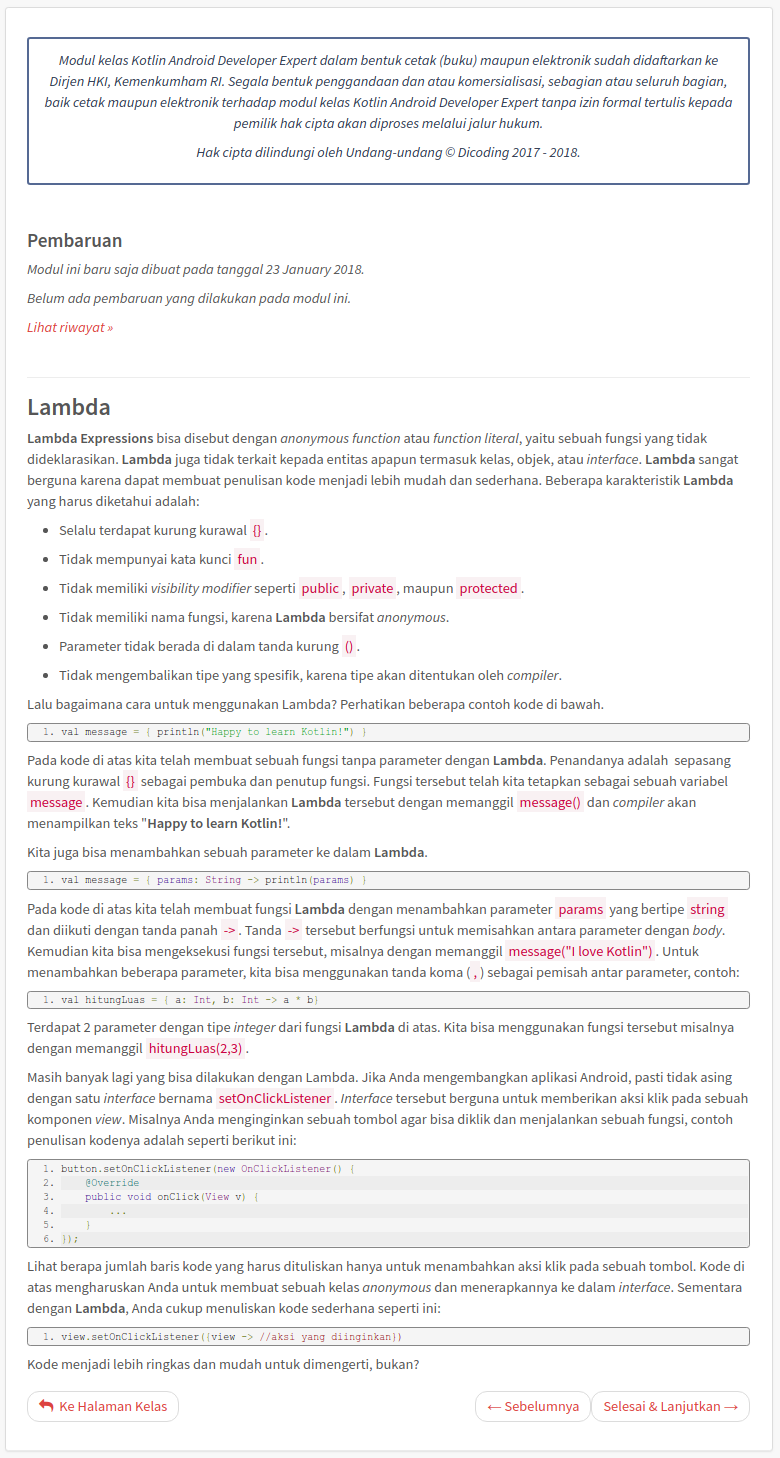 Modul kelas Kotlin Android Developer Expert dalam bentuk cetak (buku) maupun elektronik sudah didaftarkan ke
Dirjen HKI, Kemenkumham RI. Segala bentuk penggandaan dan atau komersialisasi, sebagian atau seluruh bagian,
baik cetak maupun elektronik terhadap modul kelas Kotlin Android Developer Expert tanpa izin formal tertulis kepada
pemilik hak cipta akan diproses melalui jalur hukum.
Hak cipta dilindungi oleh Undang-undang © Dicoding 2017 - 2018.
Pembaruan
Modul ini baru saja dibuat pada tanggal 23 January 2018.
Belum ada pembaruan yang dilakukan pada modul ini.
Lihat riwayat »
Lambda
Lambda Expressions bisa disebut dengan anonymous function atau function literal, yaitu sebuah fungsi yang tidak
dideklarasikan. Lambda juga tidak terkait kepada entitas apapun termasuk kelas, objek, atau interface. Lambda sangat
berguna karena dapat membuat penulisan kode menjadi lebih mudah dan sederhana. Beberapa karakteristik Lambda
yang harus diketahui adalah:
• Selalu terdapat kurung kurawal {}.
• Tidak mempunyai kata kunci fun.
• Tidak memiliki visibility modifier seperti public, private, maupun protected.
• Tidak memiliki nama fungsi, karena Lambda bersifat anonymous.
• Parameter tidak berada di dalam tanda kurung ().
• Tidak mengembalikan tipe yang spesifik, karena tipe akan ditentukan oleh compiler.
Lalu bagaimana cara untuk menggunakan Lambda? Perhatikan beberapa contoh kode di bawah.
1. val message = { println("Happy to learn Kotlin!") }
Pada kode di atas kita telah membuat sebuah fungsi tanpa parameter dengan Lambda. Penandanya adalah sepasang
kurung kurawal {} sebagai pembuka dan penutup fungsi. Fungsi tersebut telah kita tetapkan sebagai sebuah variabel
message. Kemudian kita bisa menjalankan Lambda tersebut dengan memanggil message() dan compiler akan
menampilkan teks "Happy to learn Kotlin!".
Kita juga bisa menambahkan sebuah parameter ke dalam Lambda.
1. val message = { params: String -> println(params) }
Pada kode di atas kita telah membuat fungsi Lambda dengan menambahkan parameter params yang bertipe string
dan diikuti dengan tanda panah ->. Tanda -> tersebut berfungsi untuk memisahkan antara parameter dengan body.
Kemudian kita bisa mengeksekusi fungsi tersebut, misalnya dengan memanggil message("I love Kotlin"). Untuk
menambahkan beberapa parameter, kita bisa menggunakan tanda koma (,) sebagai pemisah antar parameter, contoh:
1. val hitungLuas = { a: Int, b: Int -> a * b}
Terdapat 2 parameter dengan tipe integer dari fungsi Lambda di atas. Kita bisa menggunakan fungsi tersebut misalnya
dengan memanggil hitungLuas(2,3).
Masih banyak lagi yang bisa dilakukan dengan Lambda. Jika Anda mengembangkan aplikasi Android, pasti tidak asing
dengan satu interface bernama setOnClickListener. Interface tersebut berguna untuk memberikan aksi klik pada sebuah
komponen view. Misalnya Anda menginginkan sebuah tombol agar bisa diklik dan menjalankan sebuah fungsi, contoh
penulisan kodenya adalah seperti berikut ini:
1. button.setOnClickListener(new OnClickListener() {
2. @Override
3. public void onClick(View v) {
4. ...
5. }
6. });
Lihat berapa jumlah baris kode yang harus dituliskan hanya untuk menambahkan aksi klik pada sebuah tombol. Kode di
atas mengharuskan Anda untuk membuat sebuah kelas anonymous dan menerapkannya ke dalam interface. Sementara
dengan Lambda, Anda cukup menuliskan kode sederhana seperti ini:
1. view.setOnClickListener({view -> //aksi yang diinginkan})
Kode menjadi lebih ringkas dan mudah untuk dimengerti, bukan?
Ke Halaman Kelas
← Sebelumnya
Selesai & Lanjutkan →